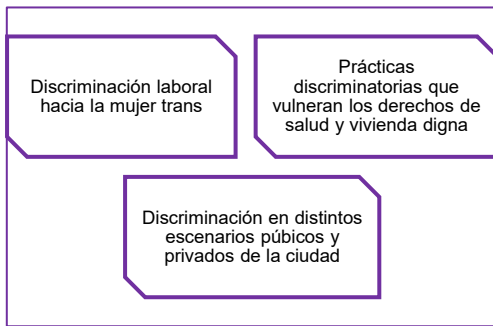 Discriminación laboral
hacia la mujer trans
Prácticas
discriminatorias que
vulneran los derechos de
salud y vivienda digna
Discriminación en distintos
escenarios púbicos y
privados de la ciudad